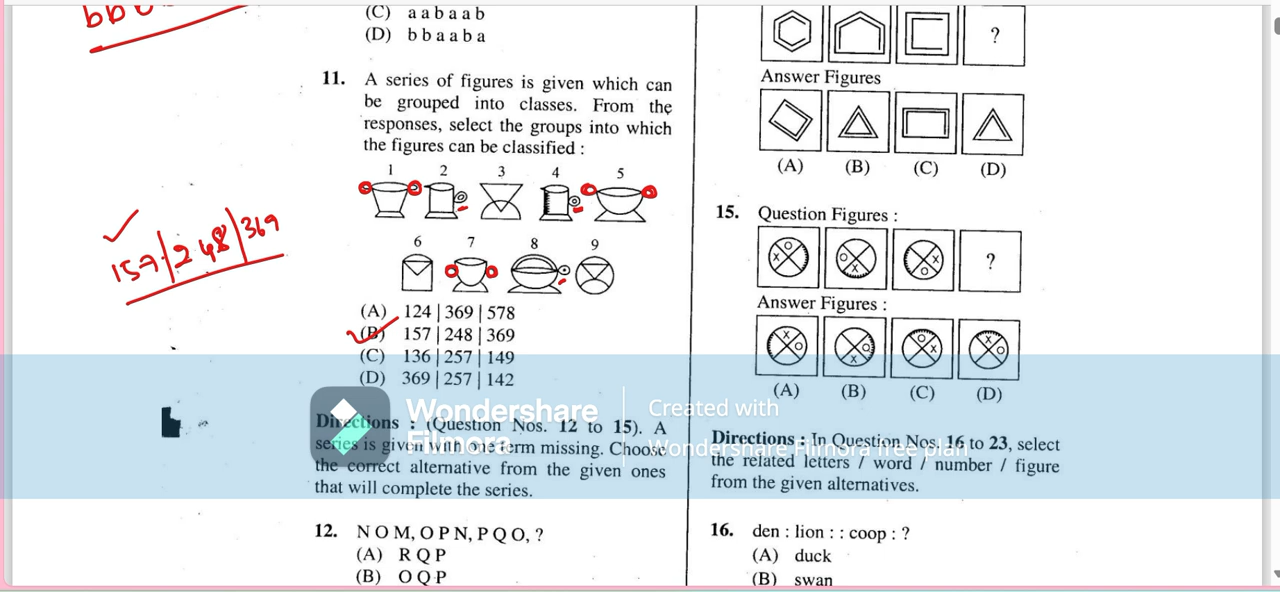 (C) a a b a a b
(D) b b a a b a
11. A series of figures is given which can
be grouped into classes. From the
responses, select the groups into which
the figures can be classified :
1 2 3 4 5
6 7 8 9
(A) 124 | 369 | 578
(B) 157 | 248 | 369
(C) 136 | 257 | 149
(D) 369 | 257 | 142
157 | 248 | 369
Directions : (Question Nos. 12 to 15). A
series is given with one term missing. Choose
the correct alternative from the given ones
that will complete the series.
12. N O M, O P N, P Q O, ?
(A) R Q P
(B) O Q P
?
Answer Figures
(A) (B) (C) (D)
15. Question Figures :
?
Answer Figures :
(A) (B) (C) (D)
Directions : In Question Nos. 16 to 23, select
the related letters / word / number / figure
from the given alternatives.
16. den : lion : : coop : ?
(A) duck
(B) swan
Wondershare
Filmora
Created with
Wondershare Filmora free plan